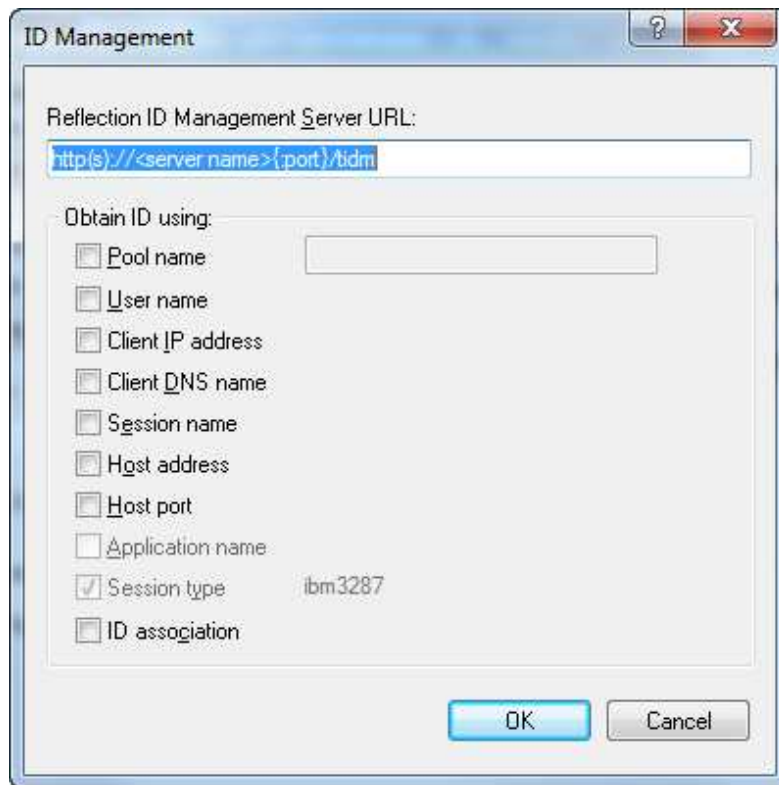 ID Management
?
X
Reflection ID Management Server URL:
http(s)://<server name>{:port}/tidm
Obtain ID using:
Pool name
User name
Client IP address
Client DNS name
Session name
Host address
Host port
Application name
Session type ibm3287
ID association
OK Cancel